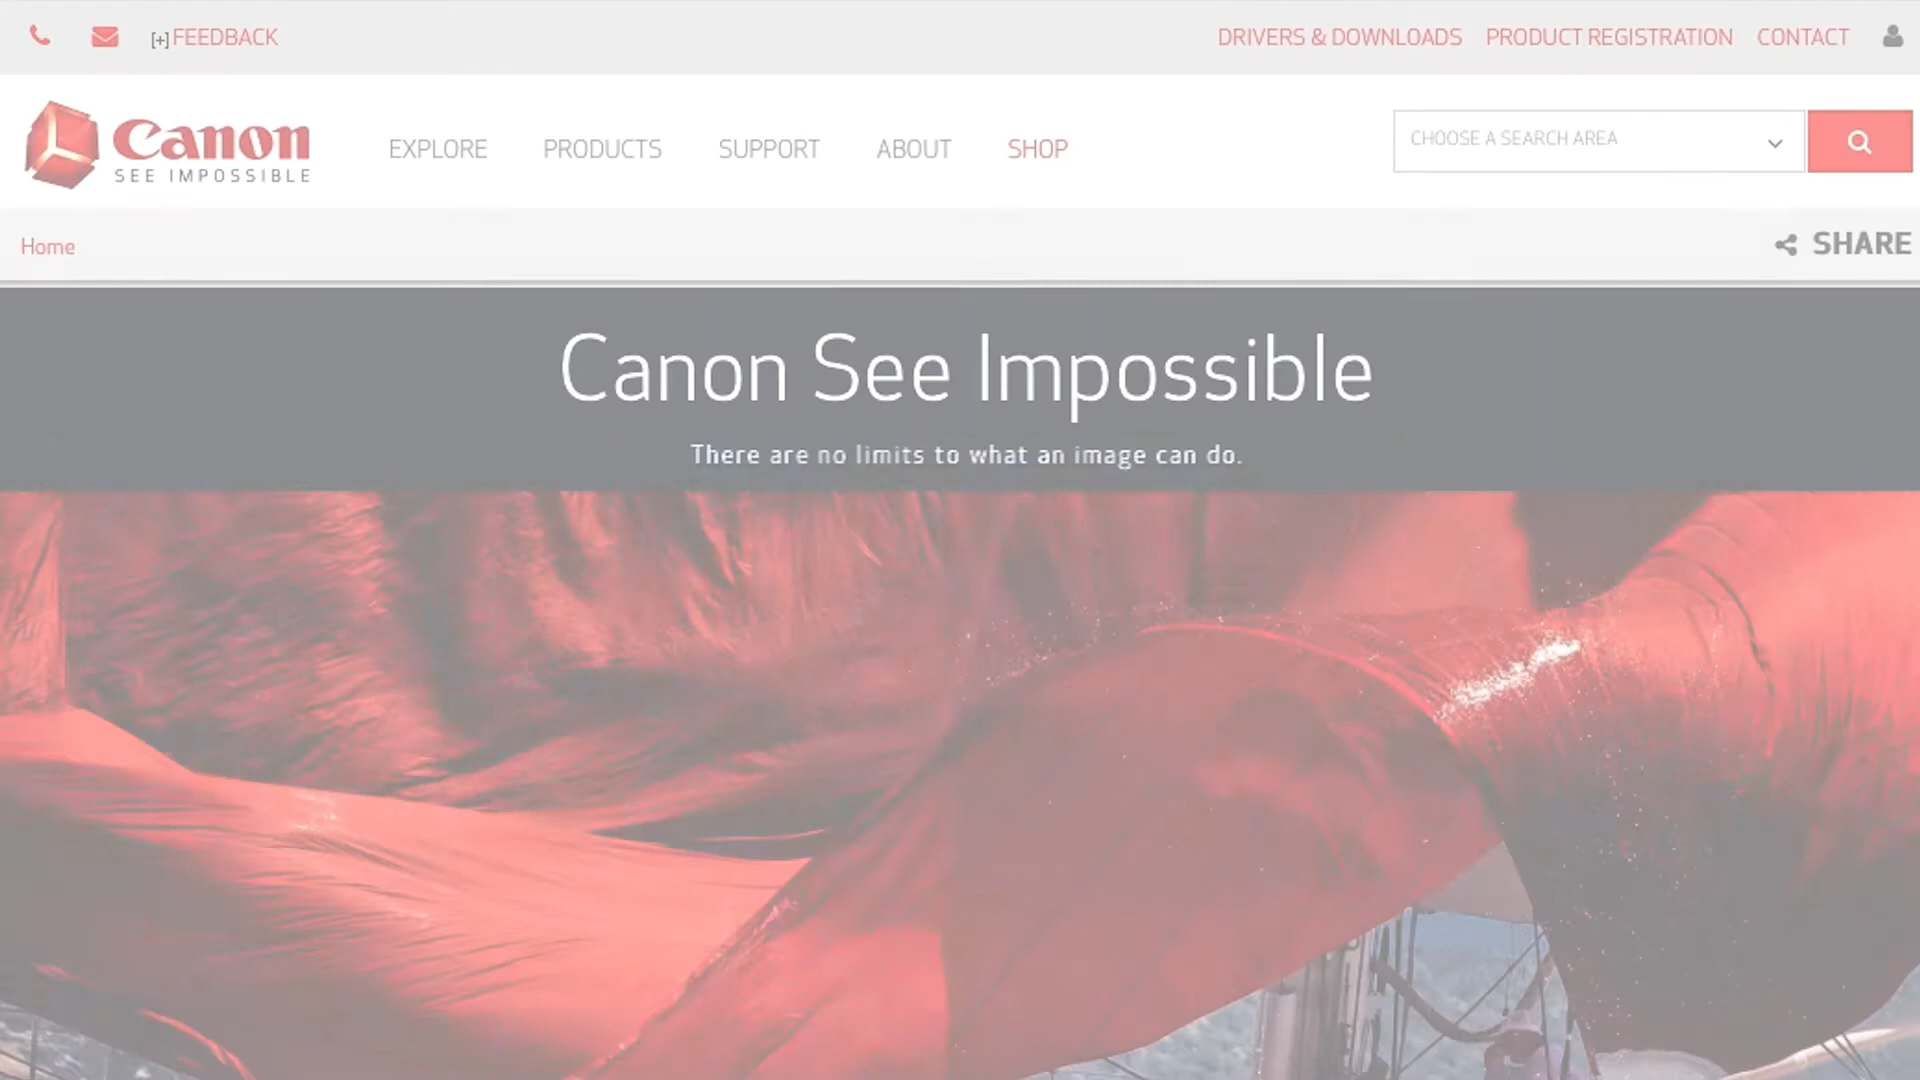 [+] FEEDBACK
DRIVERS & DOWNLOADS
PRODUCT REGISTRATION
CONTACT
Canon
SEE IMPOSSIBLE
EXPLORE
PRODUCTS
SUPPORT
ABOUT
SHOP
CHOOSE A SEARCH AREA
Home
SHARE
Canon See Impossible
There are no limits to what an image can do.